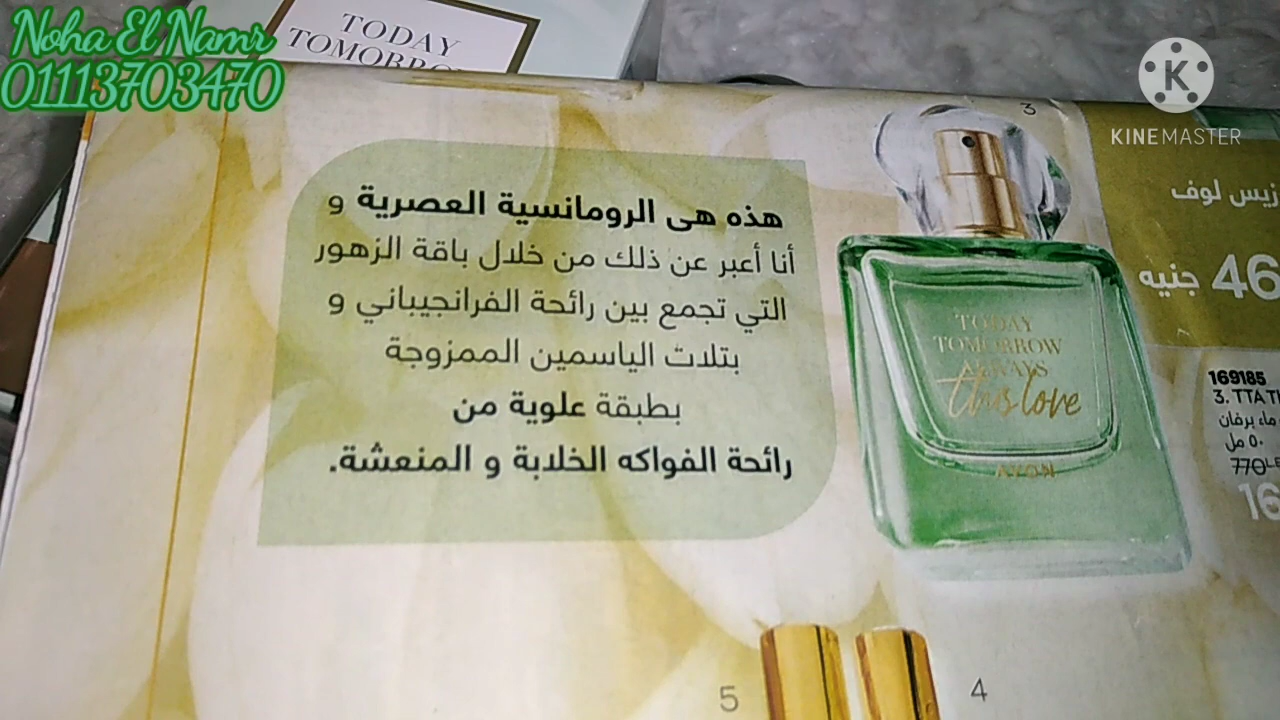 Noha El Namr
01113703470
TODAY
TOMORRO
KINEMASTER
3
هذه هى الرومانسية العصرية و
أنا أعبر عن ذلك من خلال باقة الزهور
التي تجمع بين رائحة الفرانجيباني و
بتلات الياسمين الممزوجة
بطبقة علوية من
رائحة الفواكه الخلابة و المنعشة.
TODAY
TOMORROW
ALWAYS
this love
AVON
زيس لوف
46 جنيه
169185
3. TTA T
ماء برفان
٥٠ مل
770LE
16
5
4